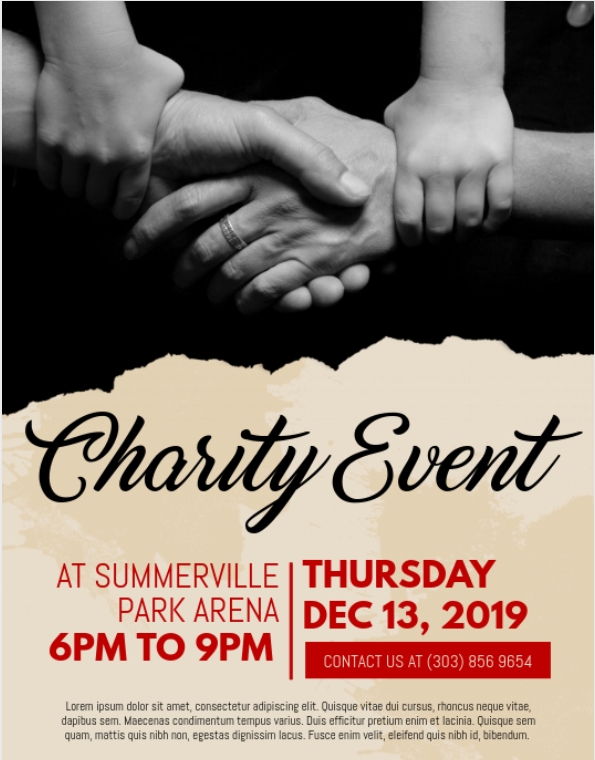 Charity Event
AT SUMMERVILLE
PARK ARENA
6PM TO 9PM
THURSDAY
DEC 13, 2019
CONTACT US AT (303) 856 9654
Lorem ipsum dolor sit amet, consectetur adipiscing elit. Quisque vitae dui cursus, rhoncus neque vitae,
dapibus sem. Maecenas condimentum tempus varius. Duis efficitur pretium enim et lacinia. Quisque sem
quam, mattis quis nibh non, egestas dignissim lacus. Fusce enim velit, eleifend quis nibh id, bibendum.